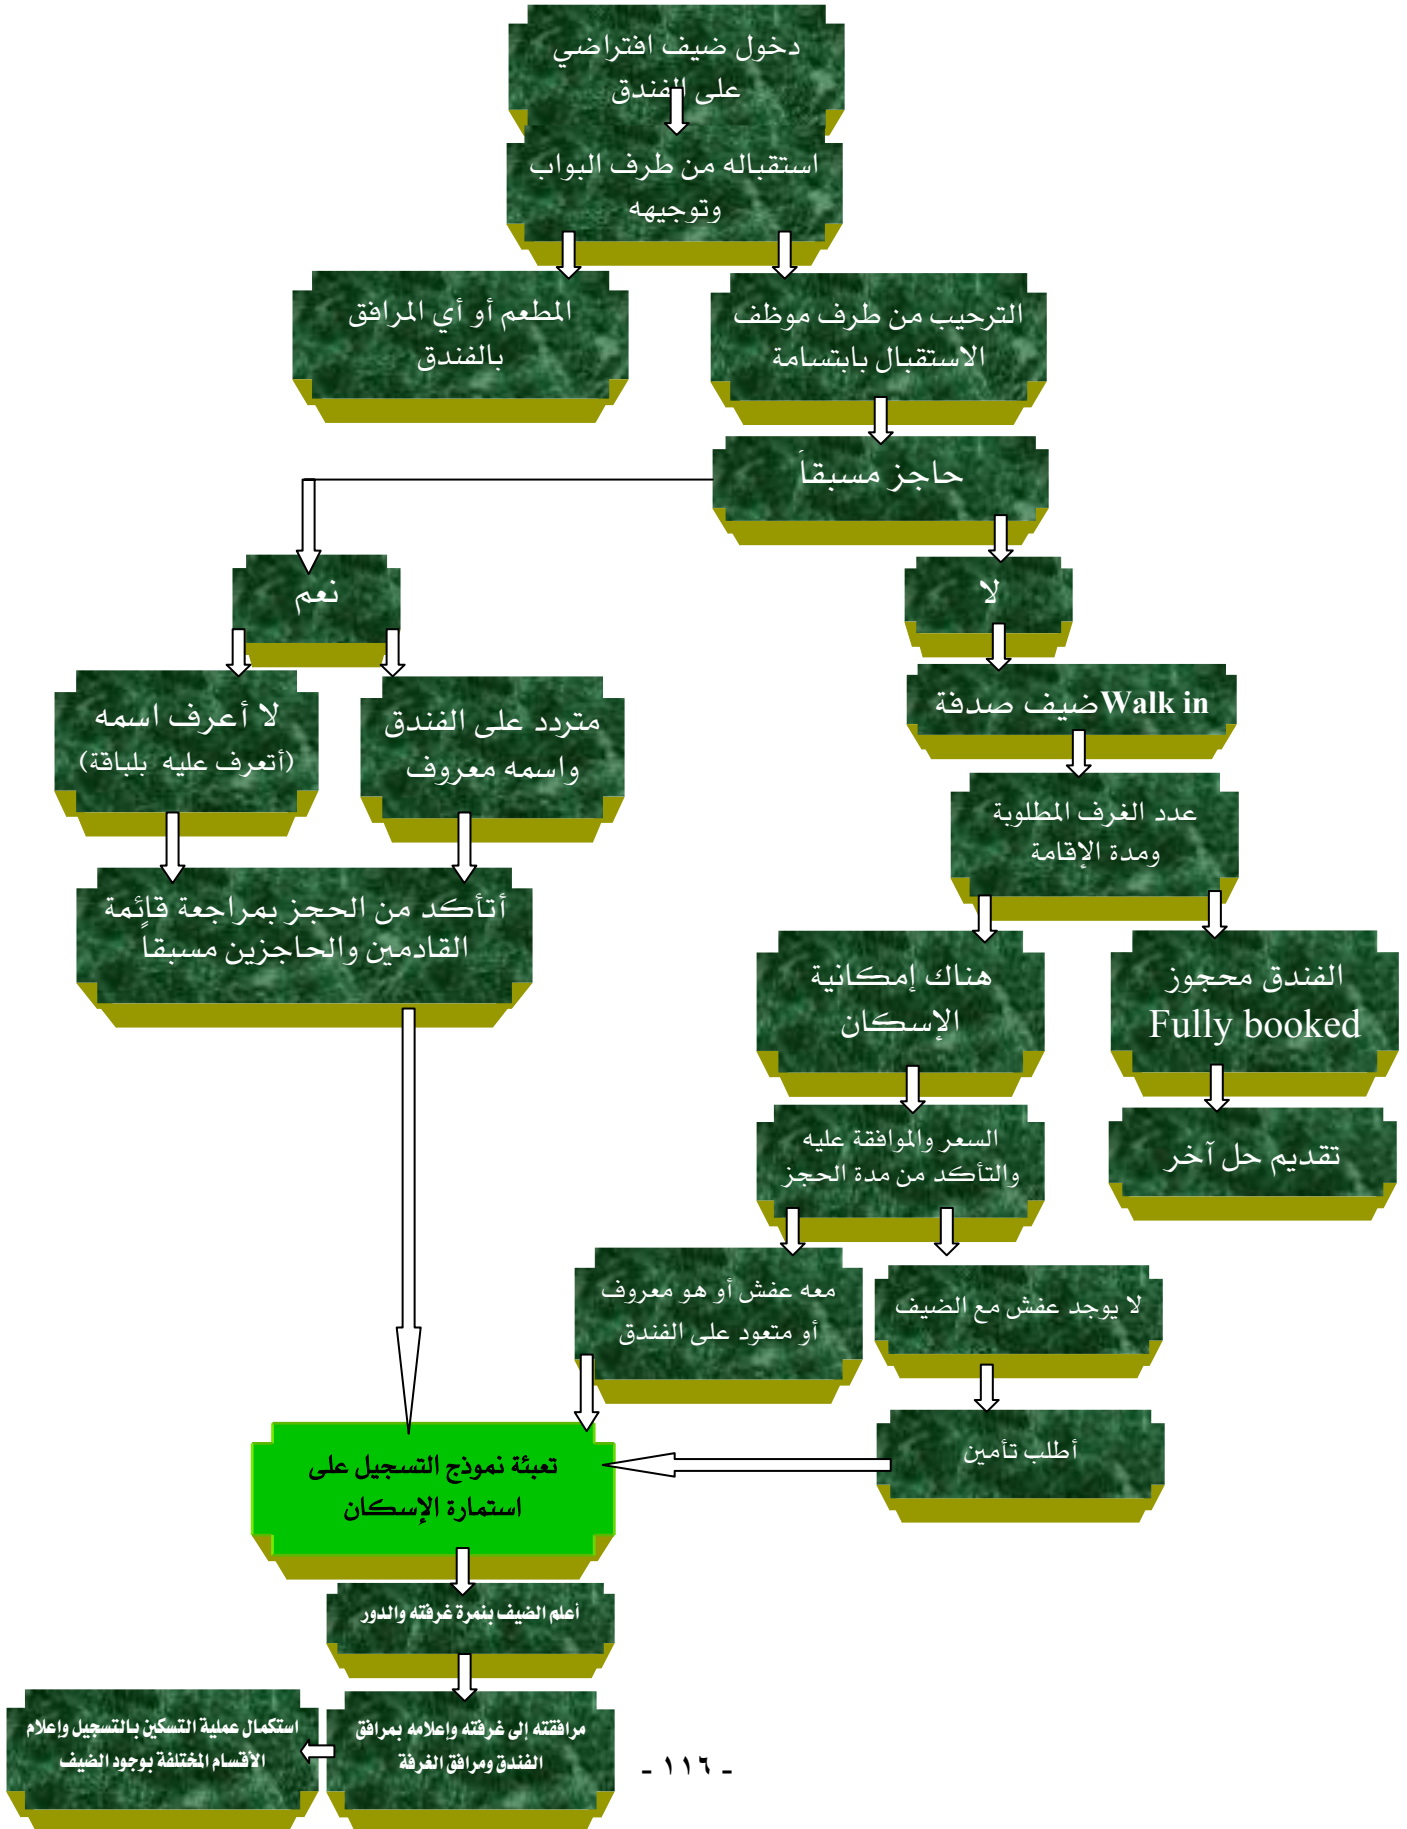 دخول ضيف افتراضي
على الفندق
استقباله من طرف البواب
وتوجيهه
الترحيب من طرف موظف
الاستقبال بابتسامة
المطعم أو أي المرافق
بالفندق
حاجز مسبقاً
لا
نعم
Walk in ضيف صدفة
متردد على الفندق
واسمه معروف
لا أعرف اسمه
(أتعرف عليه بلباقة)
عدد الغرف المطلوبة
ومدة الإقامة
أتأكد من الحجز بمراجعة قائمة
القادمين والحاجزين مسبقاً
الفندق محجوز
Fully booked
هناك إمكانية
الإسكان
تقديم حل آخر
السعر والموافقة عليه
والتأكد من مدة الحجز
لا يوجد عفش مع الضيف
معه عفش أو هو معروف
أو متعود على الفندق
أطلب تأمين
تعبئة نموذج التسجيل على
استمارة الإسكان
أعلم الضيف بنمرة غرفته والدور
مرافقته إلى غرفته وإعلامه بمرافق
الفندق ومرافق الغرفة
استكمال عملية التسكين بالتسجيل وإعلام
الأقسام المختلفة بوجود الضيف
- ١١٦ -